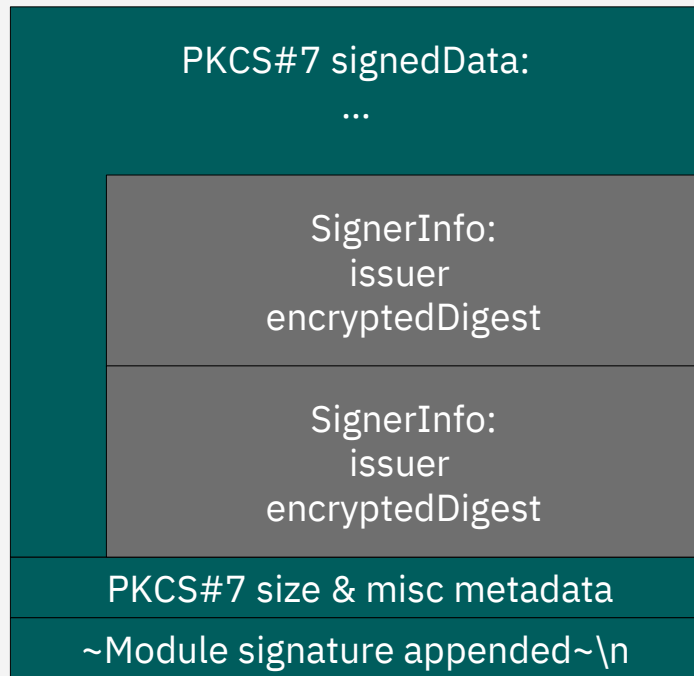 PKCS#7 signedData:
...
SignerInfo:
issuer
encryptedDigest
SignerInfo:
issuer
encryptedDigest
PKCS#7 size & misc metadata
~Module signature appended~\n